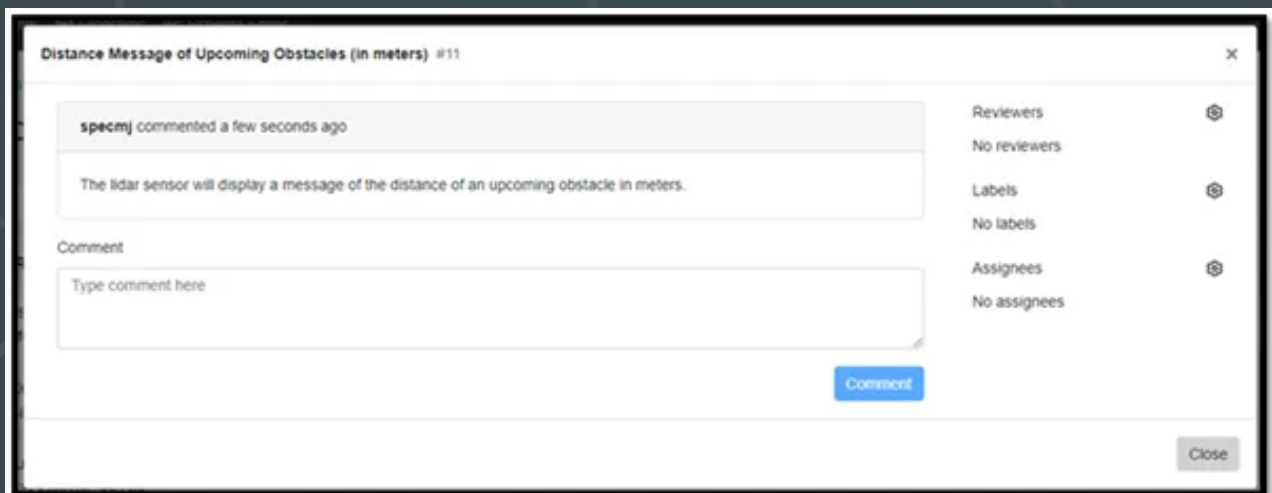 Distance Message of Upcoming Obstacles (in meters) #11
×
specmj commented a few seconds ago
The lidar sensor will display a message of the distance of an upcoming obstacle in meters.
Comment
Type comment here
Comment
Reviewers
No reviewers
Labels
No labels
Assignees
No assignees
Close